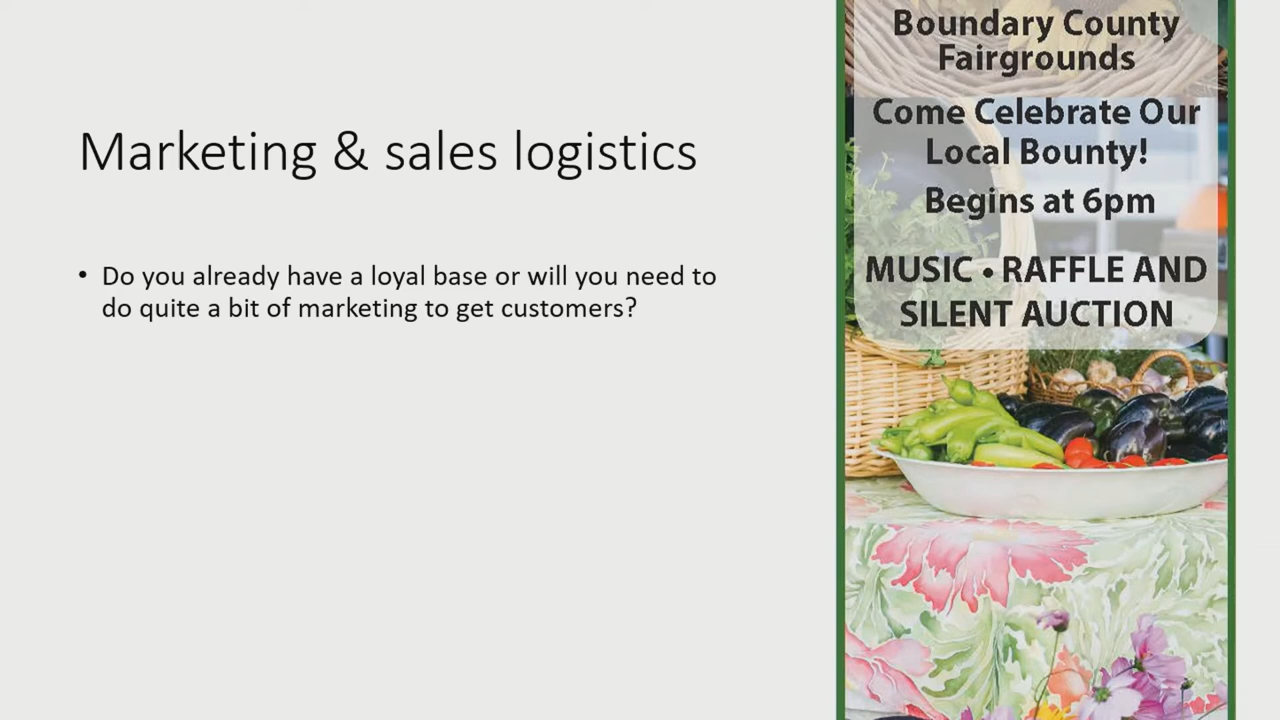 Marketing & sales logistics
• Do you already have a loyal base or will you need to
do quite a bit of marketing to get customers?
Boundary County
Fairgrounds
Come Celebrate Our
Local Bounty!
Begins at 6pm
MUSIC • RAFFLE AND
SILENT AUCTION